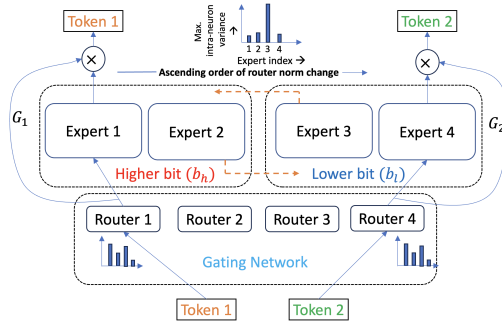 Token 1
Max.
intra-neuron
variance
1 2 3 4
Expert index →
Token 2
×
Ascending order of router norm change
×
G1
G2
Expert 1
Expert 2
Expert 3
Expert 4
Higher bit (bh)
Lower bit (bl)
Router 1
Router 2
Router 3
Router 4
Gating Network
Token 1
Token 2